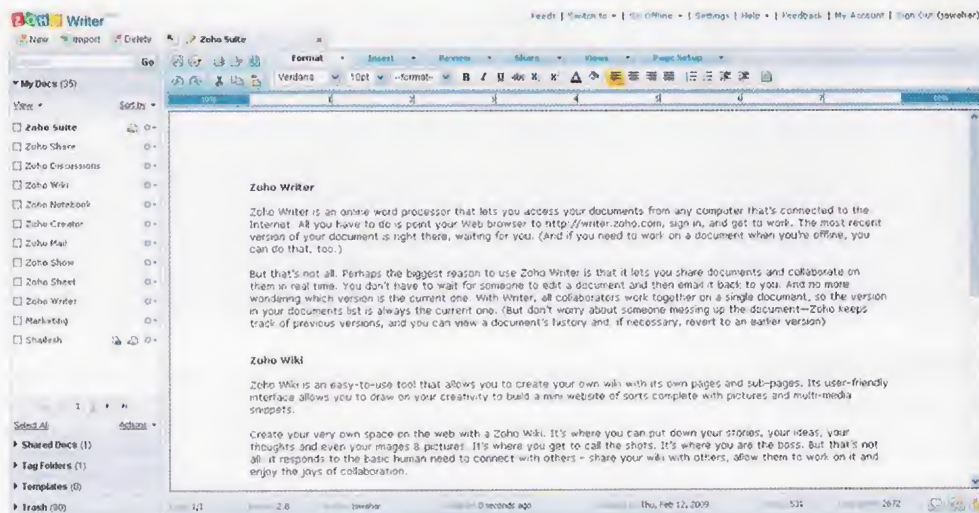 ZOHO Writer
Feeds | Switch to | Go Offline | Settings | Help | Feedback | My Account | Sign Out (jawahar)
New Import Delete
Zoho Suite
Go
Format Insert Review Share Views Page Setup
My Docs (35)
Verdana 10pt --format-- B I U abc X, X
View Sort by
Zoho Suite
Zoho Share
Zoho Discussions
Zoho Wiki
Zoho Notebook
Zoho Creator
Zoho Mail
Zoho Show
Zoho Sheet
Zoho Writer
Marketing
Shailesh
1
Select All Actions
Shared Docs (1)
Tag Folders (1)
Templates (0)
Trash (30)
Zoho Writer
Zoho Writer is an online word processor that lets you access your documents from any computer that's connected to the
Internet. All you have to do is point your Web browser to http://writer.zoho.com, sign in, and get to work. The most recent
version of your document is right there, waiting for you. (And if you need to work on a document when you're offline, you
can do that, too.)
But that's not all. Perhaps the biggest reason to use Zoho Writer is that it lets you share documents and collaborate on
them in real time. You don't have to wait for someone to edit a document and then email it back to you. And no more
wondering which version is the current one. With Writer, all collaborators work together on a single document, so the version
in your documents list is always the current one. (But don't worry about someone messing up the document—Zoho keeps
track of previous versions, and you can view a document's history and, if necessary, revert to an earlier version)
Zoho Wiki
Zoho Wiki is an easy-to-use tool that allows you to create your own wiki with its own pages and sub-pages. Its user-friendly
interface allows you to draw on your creativity to build a mini website of sorts complete with pictures and multi-media
snippets.
Create your very own space on the web with a Zoho Wiki. It's where you can put down your stories, your ideas, your
thoughts and even your images & pictures. It's where you get to call the shots. It's where you are the boss. But that's not
all. it responds to the basic human need to connect with others - share your wiki with others, allow them to work on it and
enjoy the joys of collaboration.
1/1 2.8 jawahar 0 seconds ago Thu, Feb 12, 2009 531 2672